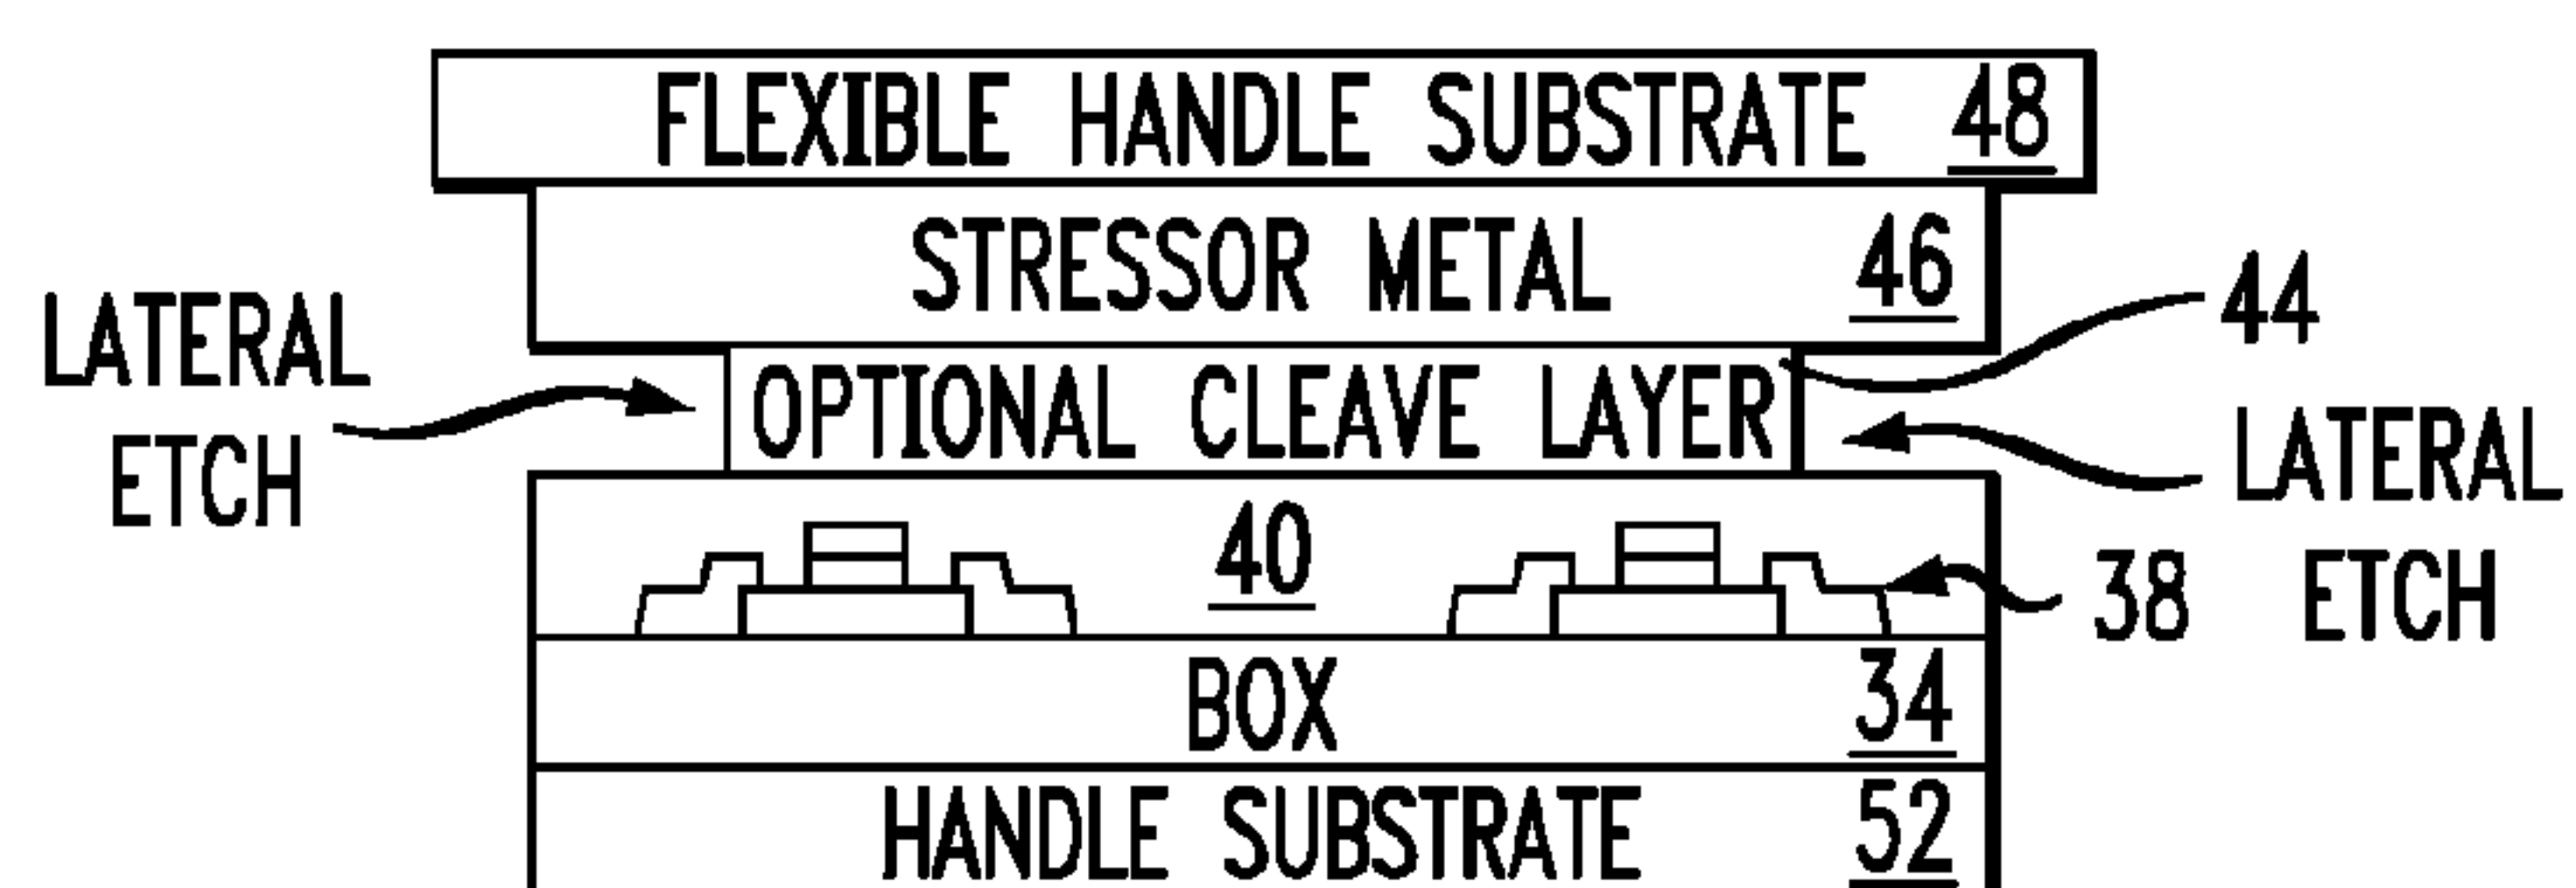 FLEXIBLE HANDLE SUBSTRATE 48
STRESSOR METAL 46
44
LATERAL
ETCH
OPTIONAL CLEAVE LAYER
LATERAL
ETCH
40
38
BOX 34
HANDLE SUBSTRATE 52